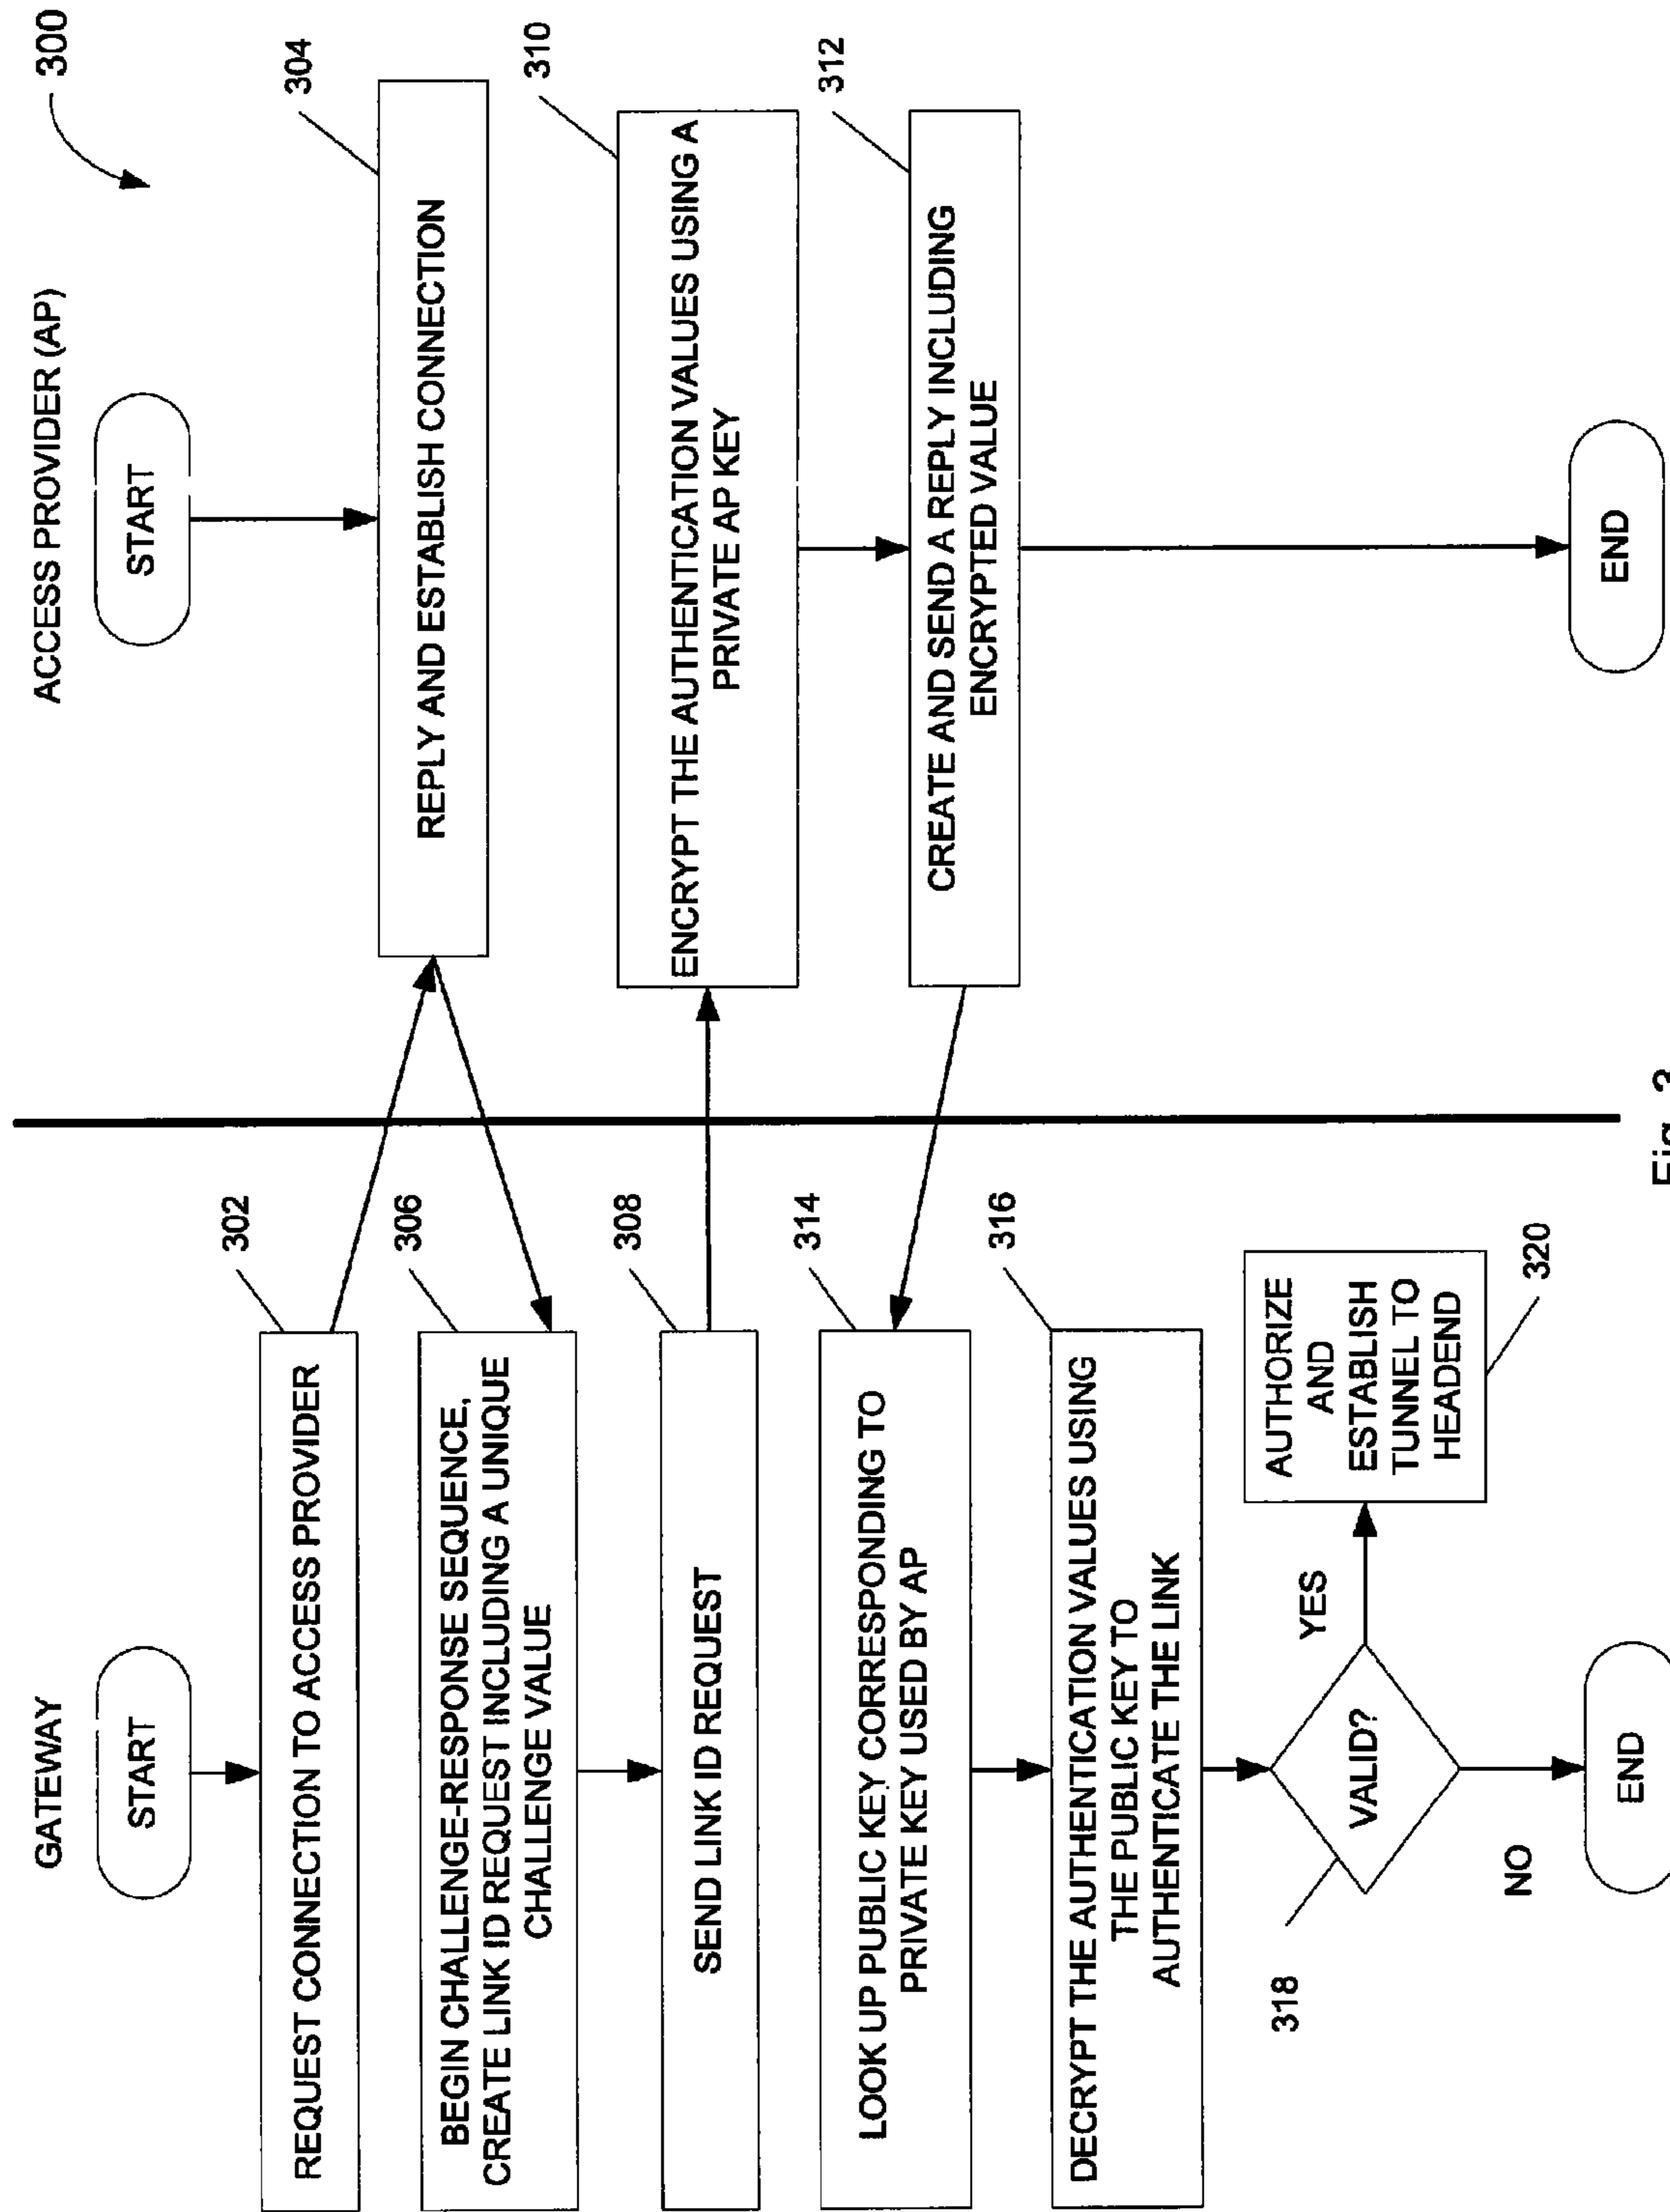 300
GATEWAY
START
302
REQUEST CONNECTION TO ACCESS PROVIDER
306
BEGIN CHALLENGE-RESPONSE SEQUENCE,
CREATE LINK ID REQUEST INCLUDING A UNIQUE
CHALLENGE VALUE
308
SEND LINK ID REQUEST
314
LOOK UP PUBLIC KEY CORRESPONDING TO
PRIVATE KEY USED BY AP
316
DECRYPT THE AUTHENTICATION VALUES USING
THE PUBLIC KEY TO
AUTHENTICATE THE LINK
318
VALID?
YES
AUTHORIZE
AND
ESTABLISH
TUNNEL TO
HEADEND
320
NO
END
ACCESS PROVIDER (AP)
START
304
REPLY AND ESTABLISH CONNECTION
310
ENCRYPT THE AUTHENTICATION VALUES USING A
PRIVATE AP KEY
312
CREATE AND SEND A REPLY INCLUDING
ENCRYPTED VALUE
END
Fig. 3